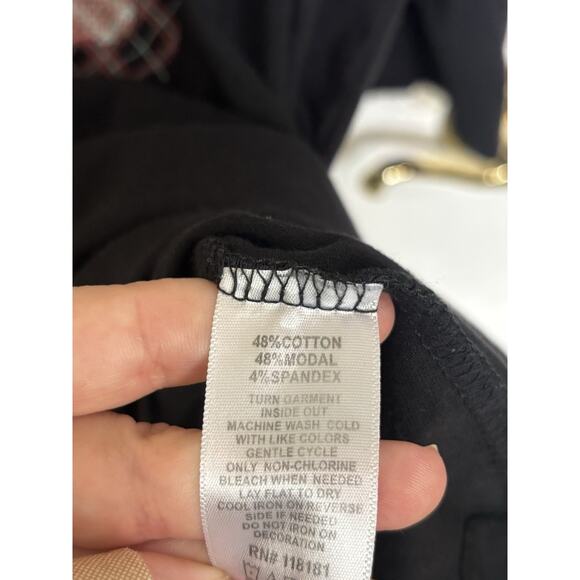 48%COTTON
48%MODAL
4%SPANDEX
TURN GARMENT
INSIDE OUT
MACHINE WASH COLD
WITH LIKE COLORS
GENTLE CYCLE
ONLY NON-CHLORINE
BLEACH WHEN NEEDED
LAY FLAT TO DRY
COOL IRON ON REVERSE
SIDE IF NEEDED
DO NOT IRON ON
DECORATION
RN# 118181